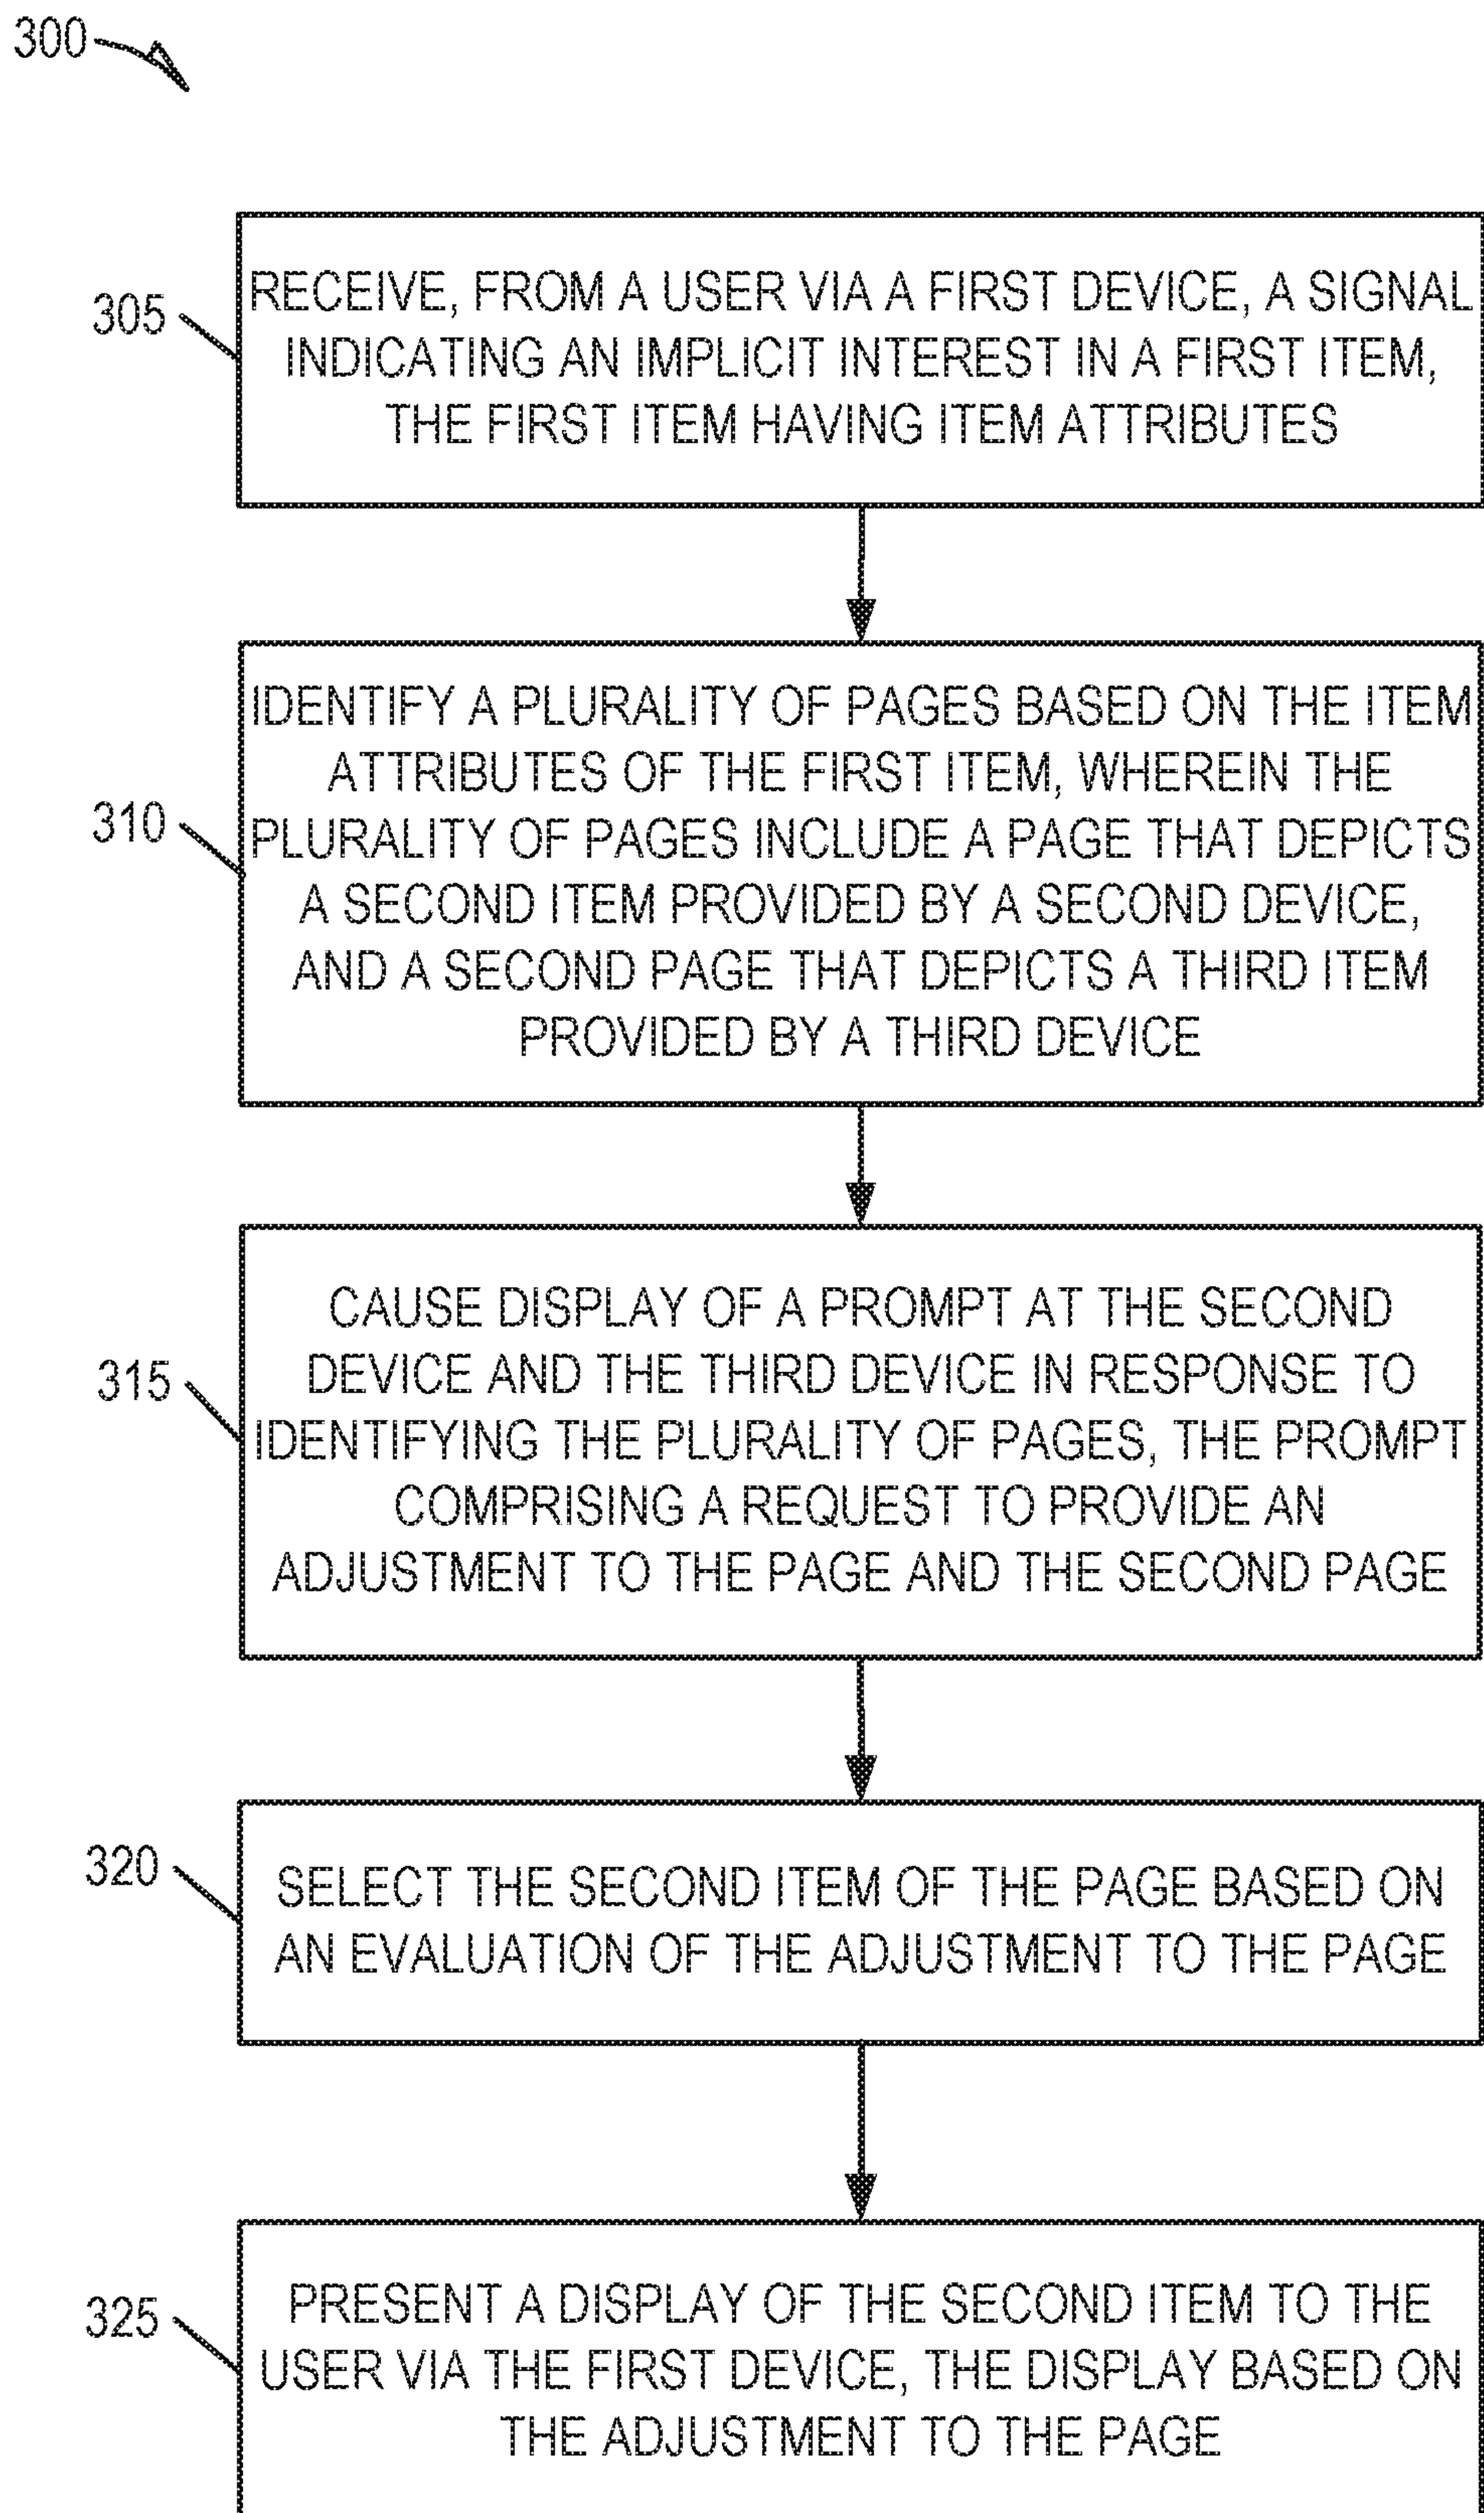 300
305
RECEIVE, FROM A USER VIA A FIRST DEVICE, A SIGNAL
INDICATING AN IMPLICIT INTEREST IN A FIRST ITEM,
THE FIRST ITEM HAVING ITEM ATTRIBUTES
310
IDENTIFY A PLURALITY OF PAGES BASED ON THE ITEM
ATTRIBUTES OF THE FIRST ITEM, WHEREIN THE
PLURALITY OF PAGES INCLUDE A PAGE THAT DEPICTS
A SECOND ITEM PROVIDED BY A SECOND DEVICE,
AND A SECOND PAGE THAT DEPICTS A THIRD ITEM
PROVIDED BY A THIRD DEVICE
315
CAUSE DISPLAY OF A PROMPT AT THE SECOND
DEVICE AND THE THIRD DEVICE IN RESPONSE TO
IDENTIFYING THE PLURALITY OF PAGES, THE PROMPT
COMPRISING A REQUEST TO PROVIDE AN
ADJUSTMENT TO THE PAGE AND THE SECOND PAGE
320
SELECT THE SECOND ITEM OF THE PAGE BASED ON
AN EVALUATION OF THE ADJUSTMENT TO THE PAGE
325
PRESENT A DISPLAY OF THE SECOND ITEM TO THE
USER VIA THE FIRST DEVICE, THE DISPLAY BASED ON
THE ADJUSTMENT TO THE PAGE